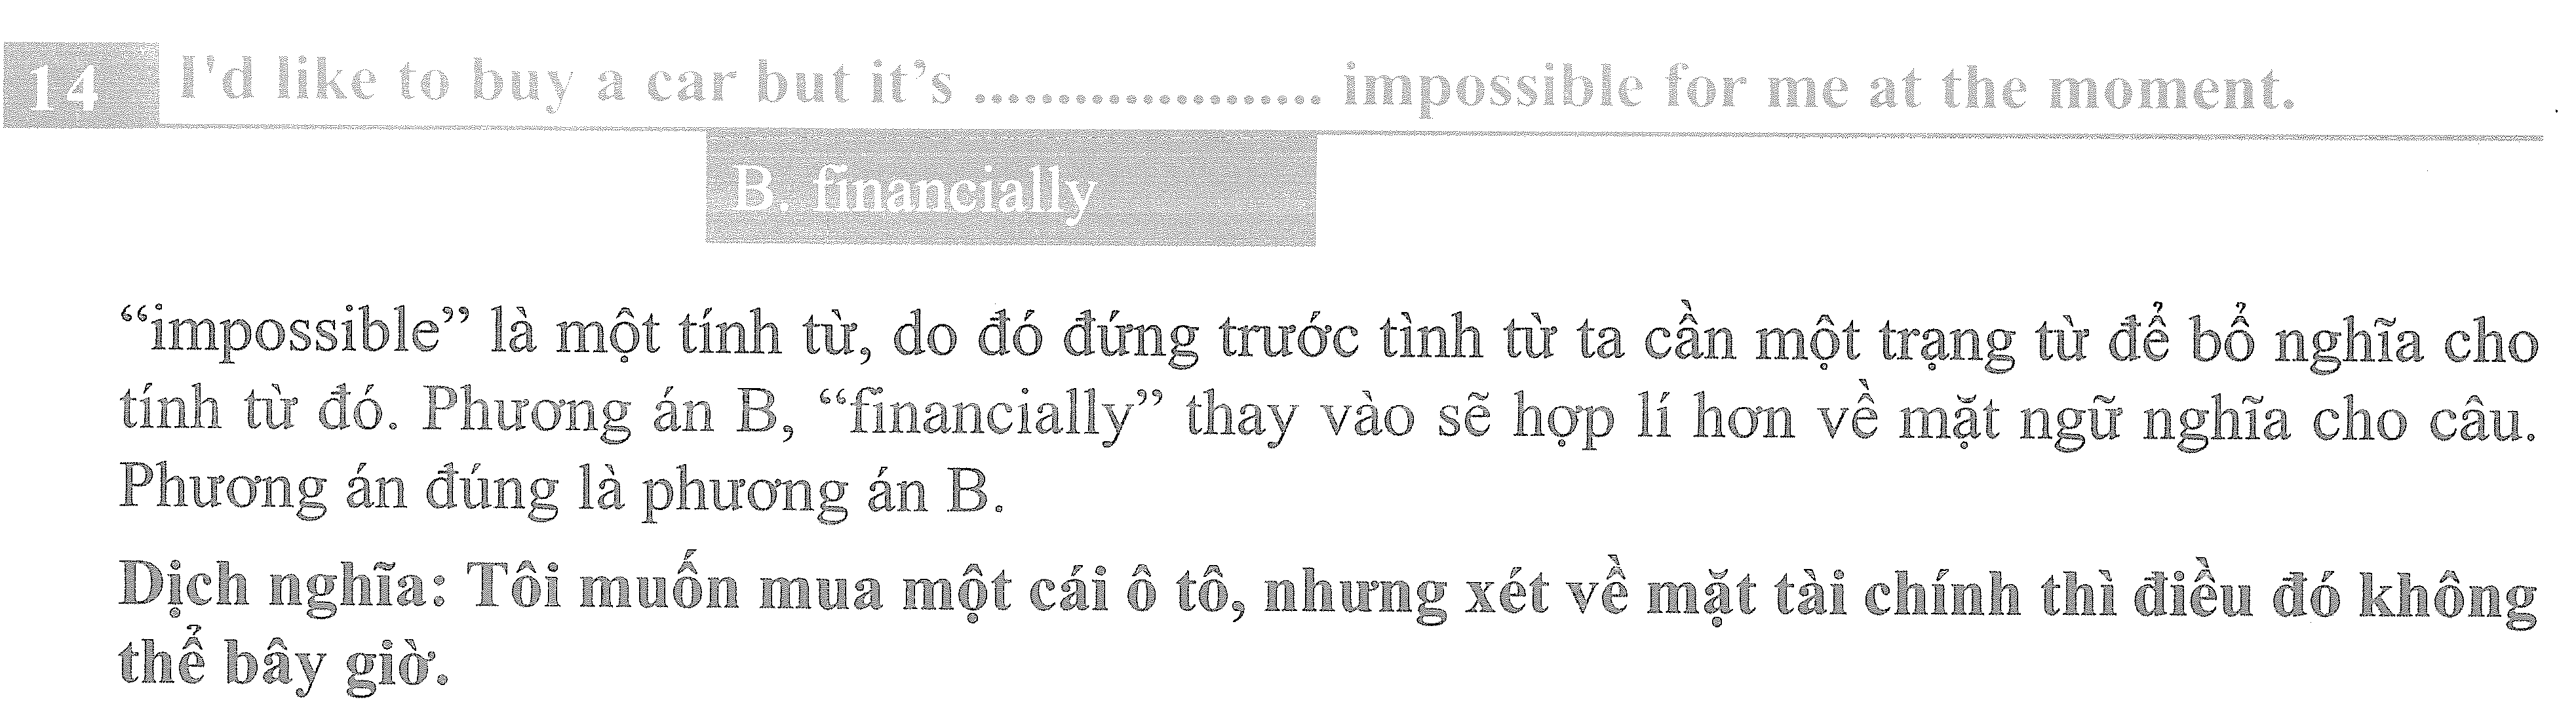 14 I'd like to buy a car but it’s ..................... impossible for me at the moment.
B. financially
“impossible” là một tính từ, do đó đứng trước tình từ ta cần một trạng từ để bổ nghĩa cho
tính từ đó. Phương án B, “financially” thay vào sẽ hợp lí hơn về mặt ngữ nghĩa cho câu.
Phương án đúng là phương án B.
Dịch nghĩa: Tôi muốn mua một cái ô tô, nhưng xét về mặt tài chính thì điều đó không
thể bây giờ.